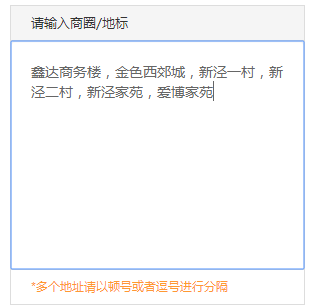 请输入商圈/地标
鑫达商务楼，金色西郊城，新泾一村，新
泾二村，新泾家苑，爱博家苑
*多个地址请以顿号或者逗号进行分隔